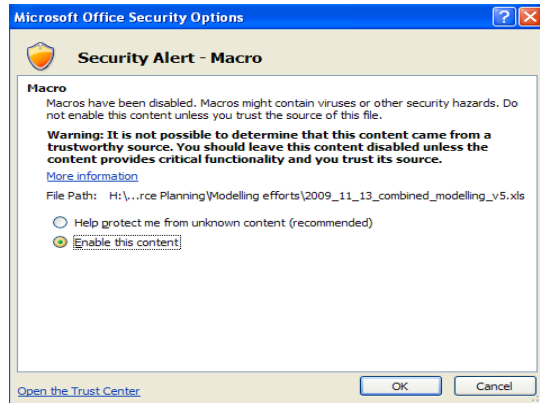 Microsoft Office Security Options
Security Alert - Macro
Macro
Macros have been disabled. Macros might contain viruses or other security hazards. Do
not enable this content unless you trust the source of this file.
Warning: It is not possible to determine that this content came from a
trustworthy source. You should leave this content disabled unless the
content provides critical functionality and you trust its source.
More information
File Path: H:\...rce Planning\Modelling efforts\2009_11_13_combined_modelling_v5.xls
Help protect me from unknown content (recommended)
Enable this content
Open the Trust Center
OK
Cancel